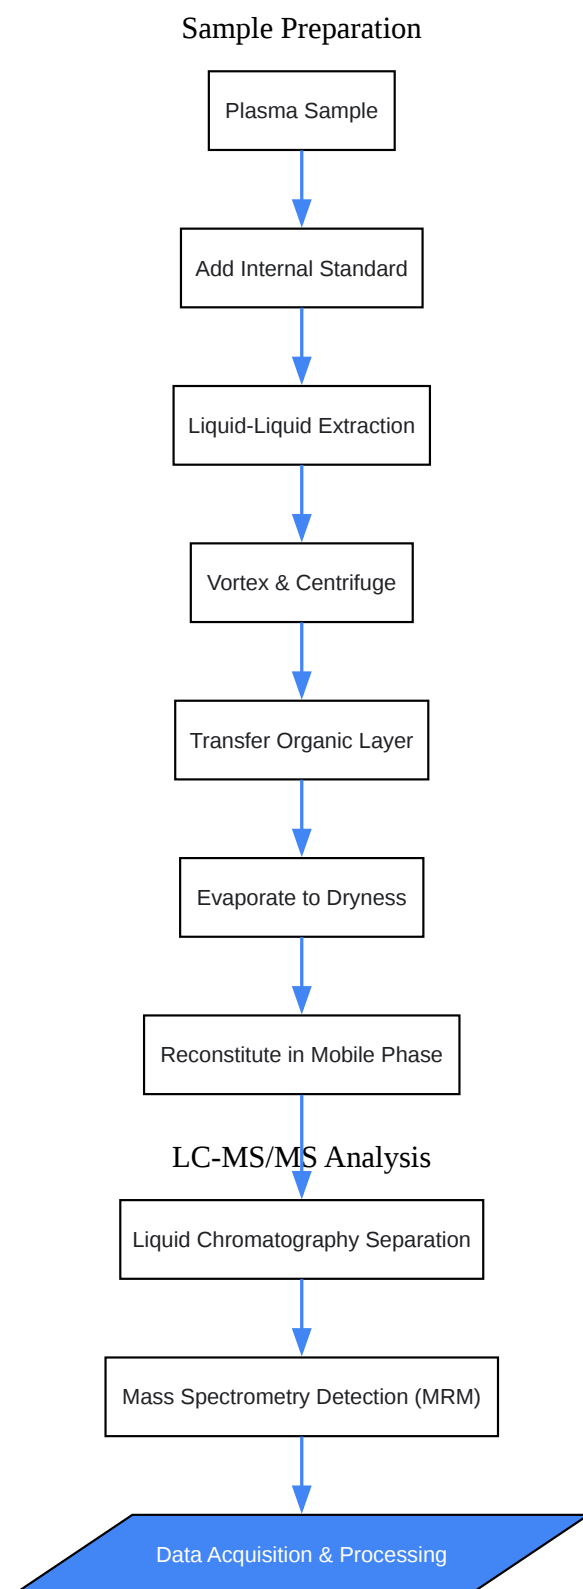 Sample Preparation
Plasma Sample
Add Internal Standard
Liquid-Liquid Extraction
Vortex & Centrifuge
Transfer Organic Layer
Evaporate to Dryness
Reconstitute in Mobile Phase
LC-MS/MS Analysis
Liquid Chromatography Separation
Mass Spectrometry Detection (MRM)
Data Acquisition & Processing